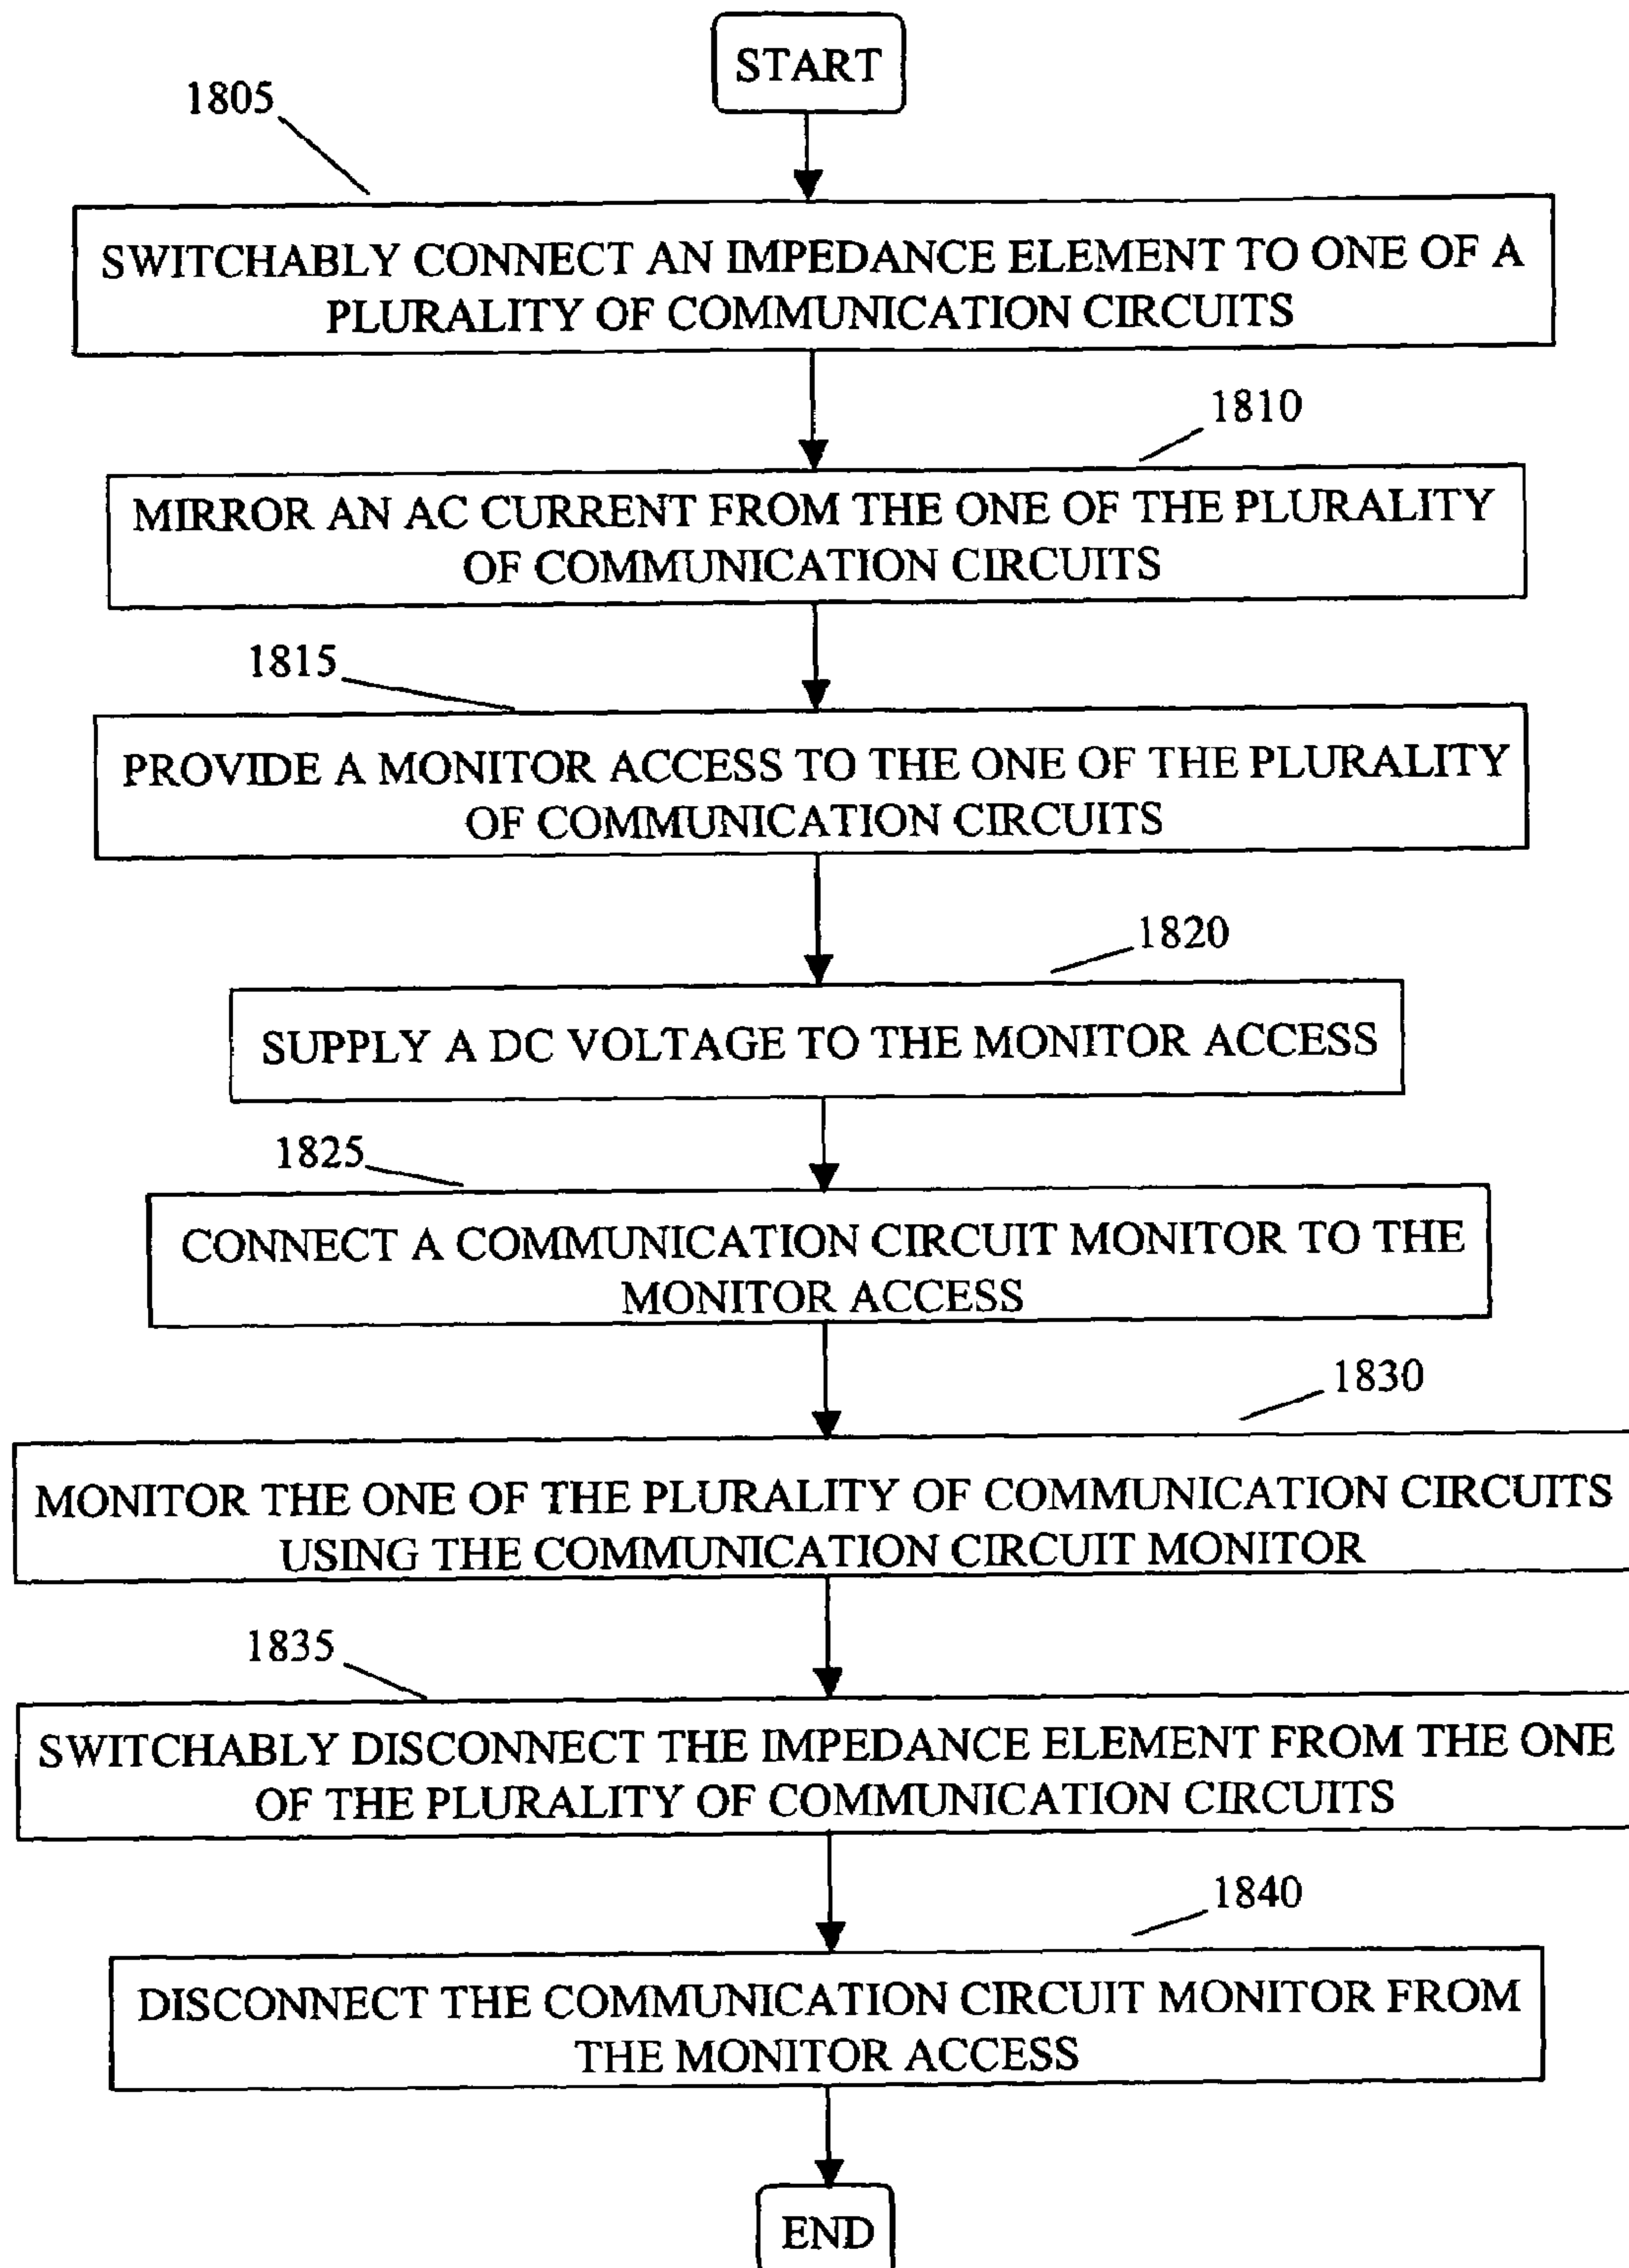 START
1805
SWITCHABLY CONNECT AN IMPEDANCE ELEMENT TO ONE OF A
PLURALITY OF COMMUNICATION CIRCUITS
1810
MIRROR AN AC CURRENT FROM THE ONE OF THE PLURALITY
OF COMMUNICATION CIRCUITS
1815
PROVIDE A MONITOR ACCESS TO THE ONE OF THE PLURALITY
OF COMMUNICATION CIRCUITS
1820
SUPPLY A DC VOLTAGE TO THE MONITOR ACCESS
1825
CONNECT A COMMUNICATION CIRCUIT MONITOR TO THE
MONITOR ACCESS
1830
MONITOR THE ONE OF THE PLURALITY OF COMMUNICATION CIRCUITS
USING THE COMMUNICATION CIRCUIT MONITOR
1835
SWITCHABLY DISCONNECT THE IMPEDANCE ELEMENT FROM THE ONE
OF THE PLURALITY OF COMMUNICATION CIRCUITS
1840
DISCONNECT THE COMMUNICATION CIRCUIT MONITOR FROM
THE MONITOR ACCESS
END